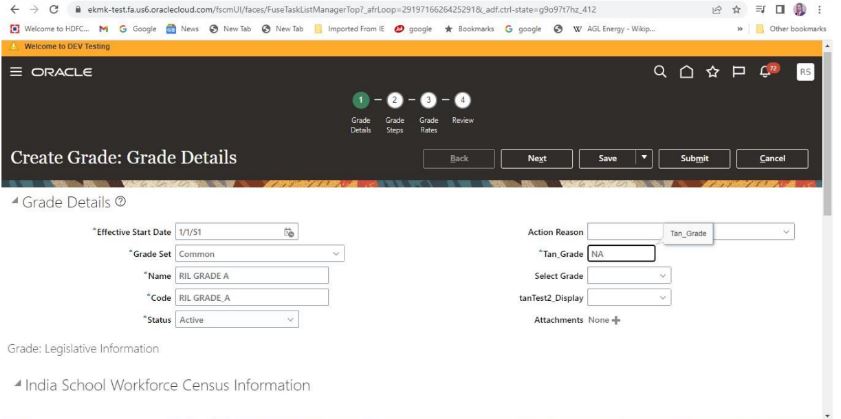 ekmk-test.fa.us6.oraclecloud.com/fscmUI/faces/FuseTaskListManagerTop?_afrLoop=29197166264252918&_adf.ctrl-state=g9o97t7hz_412
Welcome to HDFC... M Google News New Tab New Tab Imported From IE google Bookmarks google W AGL Energy - Wikip... » Other bookmarks
Welcome to DEV Testing
ORACLE 72 RS
1 2 3 4
Grade Details Grade Steps Grade Rates Review
Create Grade: Grade Details Back Next Save Submit Cancel
Grade Details
*Effective Start Date 1/1/51 Action Reason Tan_Grade
*Grade Set Common *Tan_Grade NA
*Name RIL GRADE A Select Grade
*Code RIL GRADE_A tanTest2_Display
*Status Active Attachments None
Grade: Legislative Information
India School Workforce Census Information